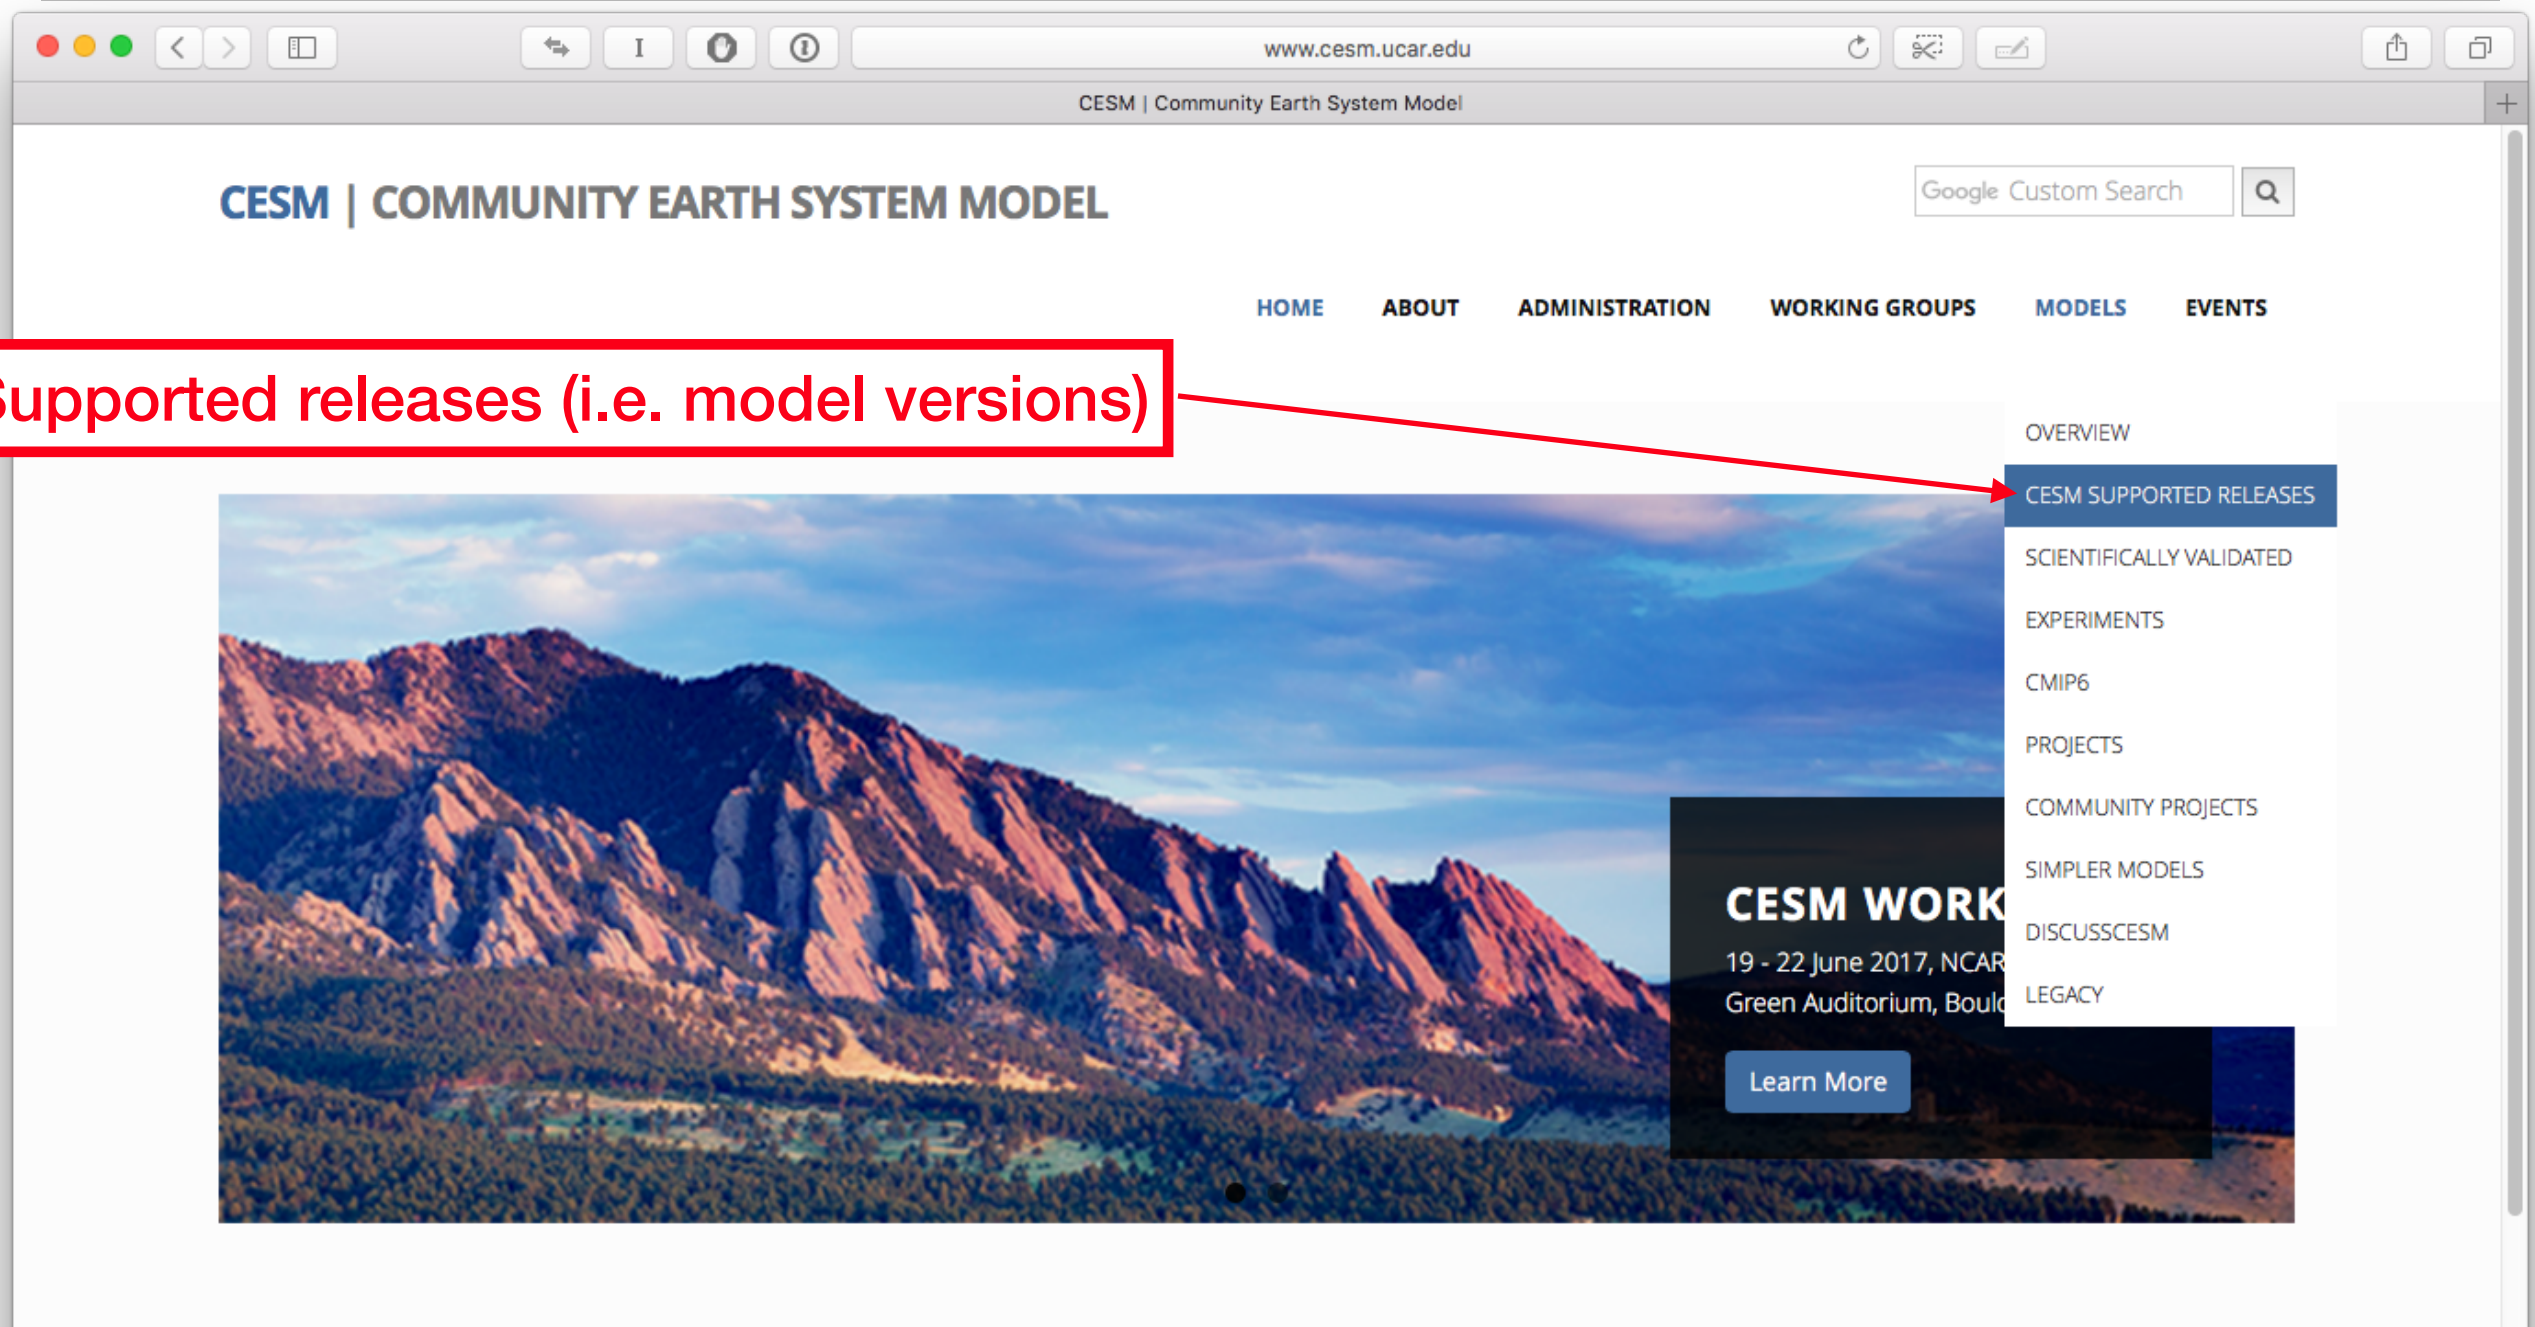 www.cesm.ucar.edu
CESM | Community Earth System Model
CESM | COMMUNITY EARTH SYSTEM MODEL
Google Custom Search
HOME ABOUT ADMINISTRATION WORKING GROUPS MODELS EVENTS
Supported releases (i.e. model versions)
OVERVIEW
CESM SUPPORTED RELEASES
SCIENTIFICALLY VALIDATED
EXPERIMENTS
CMIP6
PROJECTS
COMMUNITY PROJECTS
SIMPLER MODELS
DISCUSSCESM
LEGACY
CESM WORK
19 - 22 June 2017, NCAR
Green Auditorium, Boul
Learn More